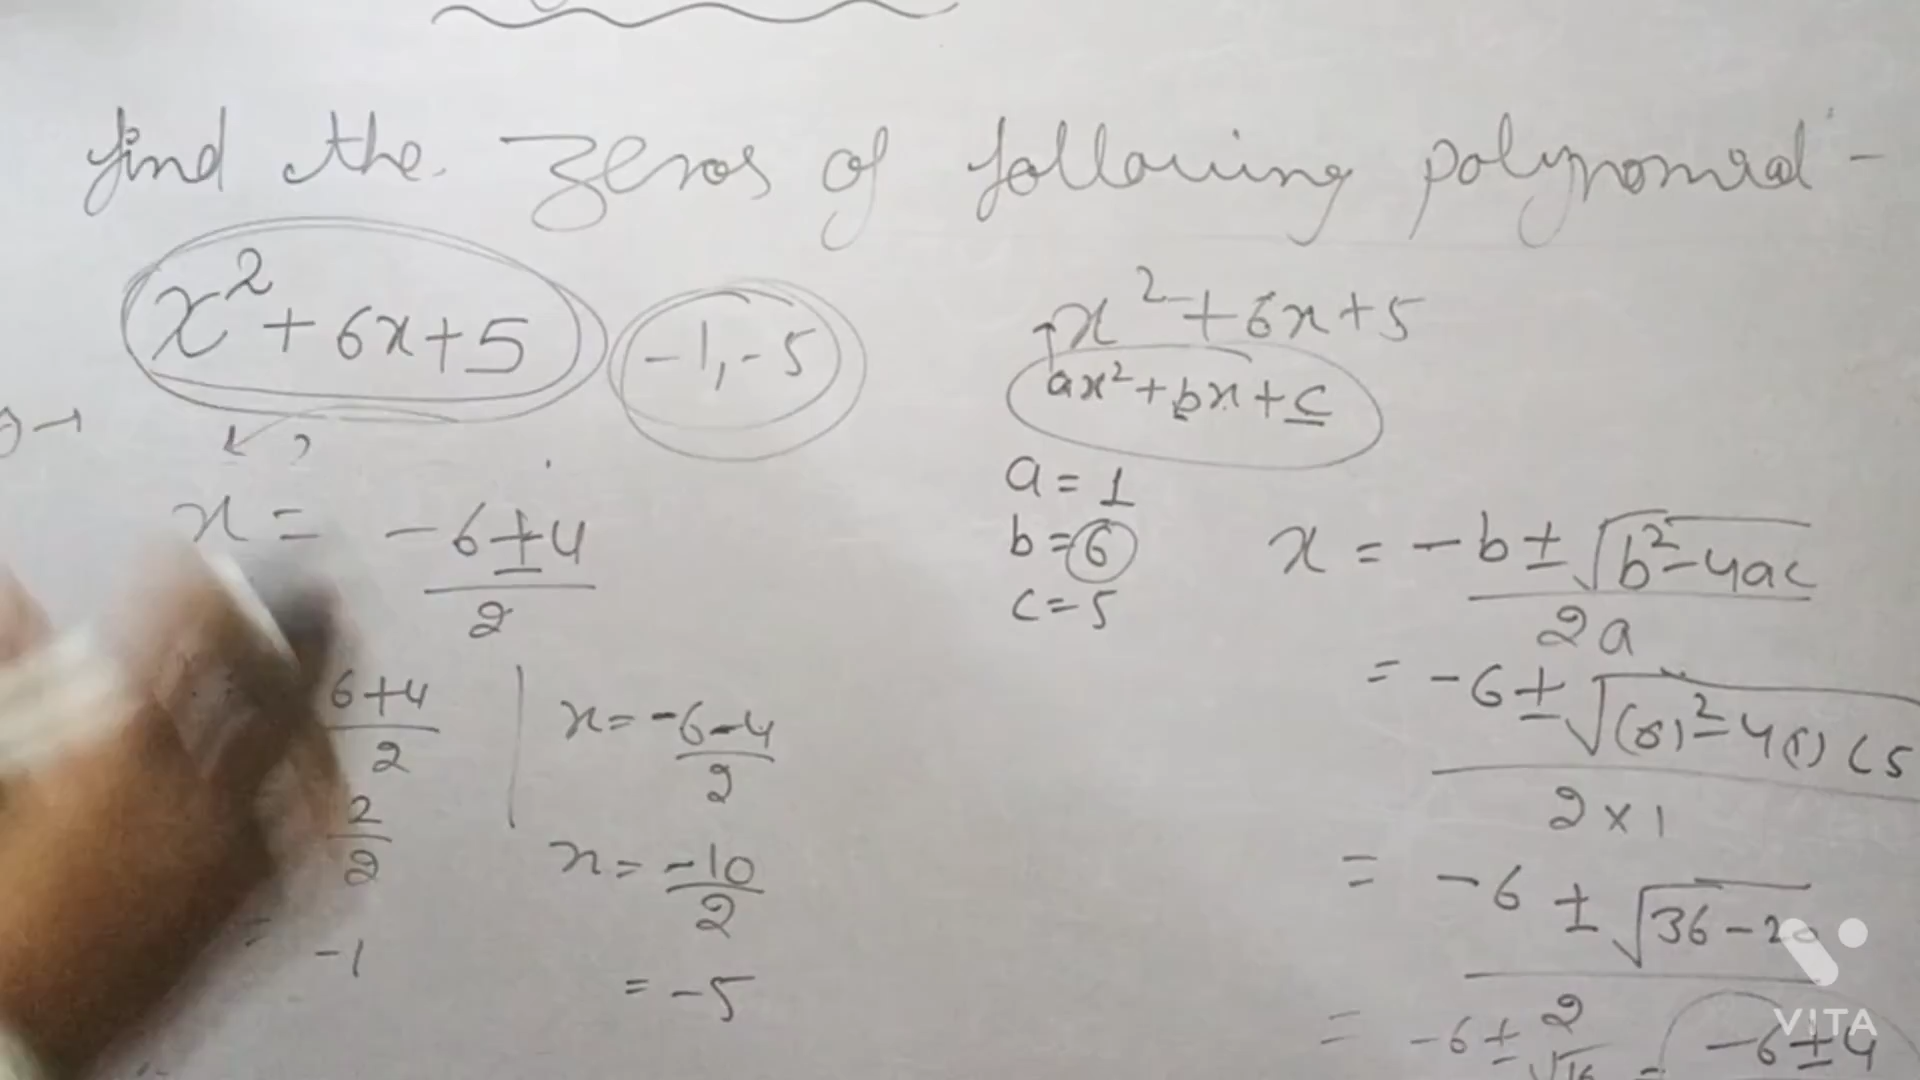 find the zeros of following polynomial -
x² + 6x + 5
-1, -5
x = -6 ± 4
2
6+4
2
2
2
= -1
x = -6-4
2
x = -10
2
= -5
x² + 6x + 5
ax² + bx + c
a = 1
b = 6
c = 5
x = -b ± √b² - 4ac
2a
= -6 ± √(6)² - 4(1)(5
2 × 1
= -6 ± √36 - 20
2
= -6 ± √16 = -6 ± 4
VITA